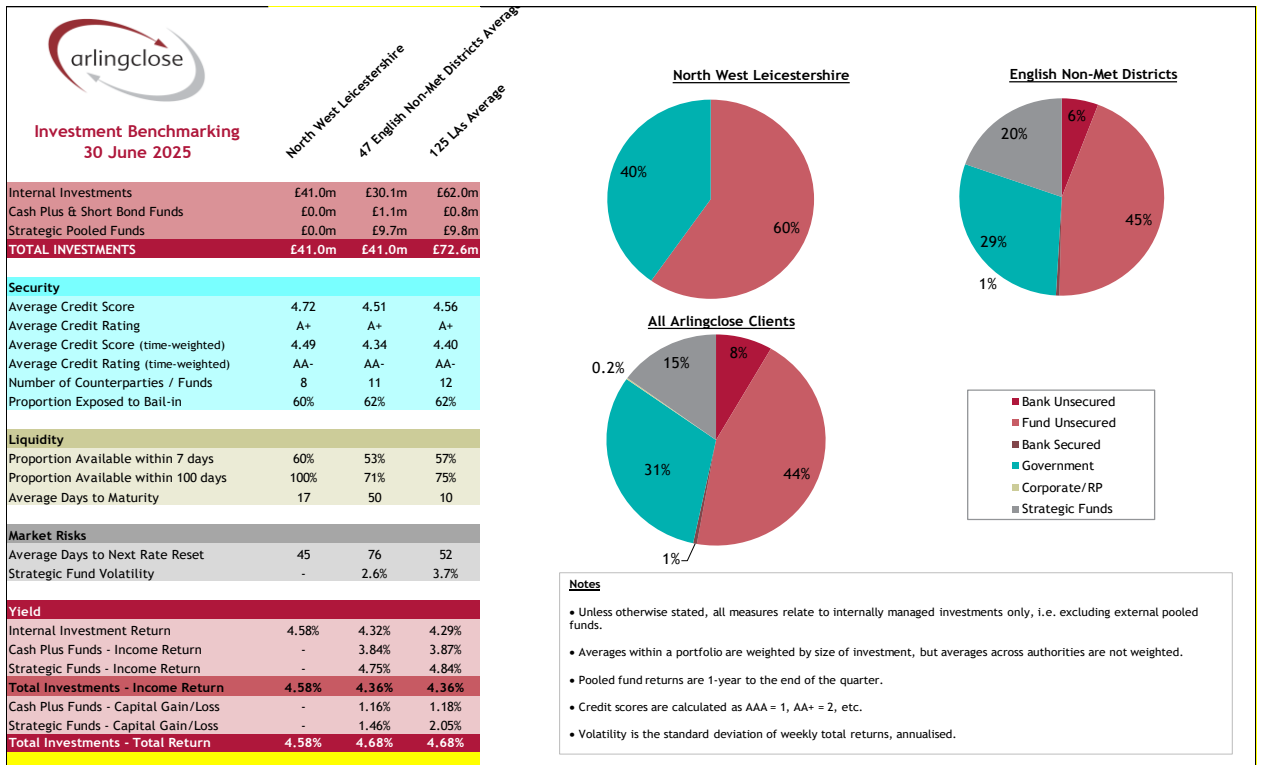 arlingclose
Investment Benchmarking
30 June 2025
North West Leicestershire
47 English Non-Met Districts Average
125 LAs Average
Internal Investments £41.0m £30.1m £62.0m
Cash Plus & Short Bond Funds £0.0m £1.1m £0.8m
Strategic Pooled Funds £0.0m £9.7m £9.8m
TOTAL INVESTMENTS £41.0m £41.0m £72.6m
Security
Average Credit Score 4.72 4.51 4.56
Average Credit Rating A+ A+ A+
Average Credit Score (time-weighted) 4.49 4.34 4.40
Average Credit Rating (time-weighted) AA- AA- AA-
Number of Counterparties / Funds 8 11 12
Proportion Exposed to Bail-in 60% 62% 62%
Liquidity
Proportion Available within 7 days 60% 53% 57%
Proportion Available within 100 days 100% 71% 75%
Average Days to Maturity 17 50 10
Market Risks
Average Days to Next Rate Reset 45 76 52
Strategic Fund Volatility - 2.6% 3.7%
Yield
Internal Investment Return 4.58% 4.32% 4.29%
Cash Plus Funds - Income Return - 3.84% 3.87%
Strategic Funds - Income Return - 4.75% 4.84%
Total Investments - Income Return 4.58% 4.36% 4.36%
Cash Plus Funds - Capital Gain/Loss - 1.16% 1.18%
Strategic Funds - Capital Gain/Loss - 1.46% 2.05%
Total Investments - Total Return 4.58% 4.68% 4.68%
North West Leicestershire
40%
60%
English Non-Met Districts
6%
20%
45%
29%
1%
All Arlingclose Clients
8%
15%
0.2%
31%
44%
1%
Bank Unsecured
Fund Unsecured
Bank Secured
Government
Corporate/RP
Strategic Funds
Notes
• Unless otherwise stated, all measures relate to internally managed investments only, i.e. excluding external pooled
funds.
• Averages within a portfolio are weighted by size of investment, but averages across authorities are not weighted.
• Pooled fund returns are 1-year to the end of the quarter.
• Credit scores are calculated as AAA = 1, AA+ = 2, etc.
• Volatility is the standard deviation of weekly total returns, annualised.